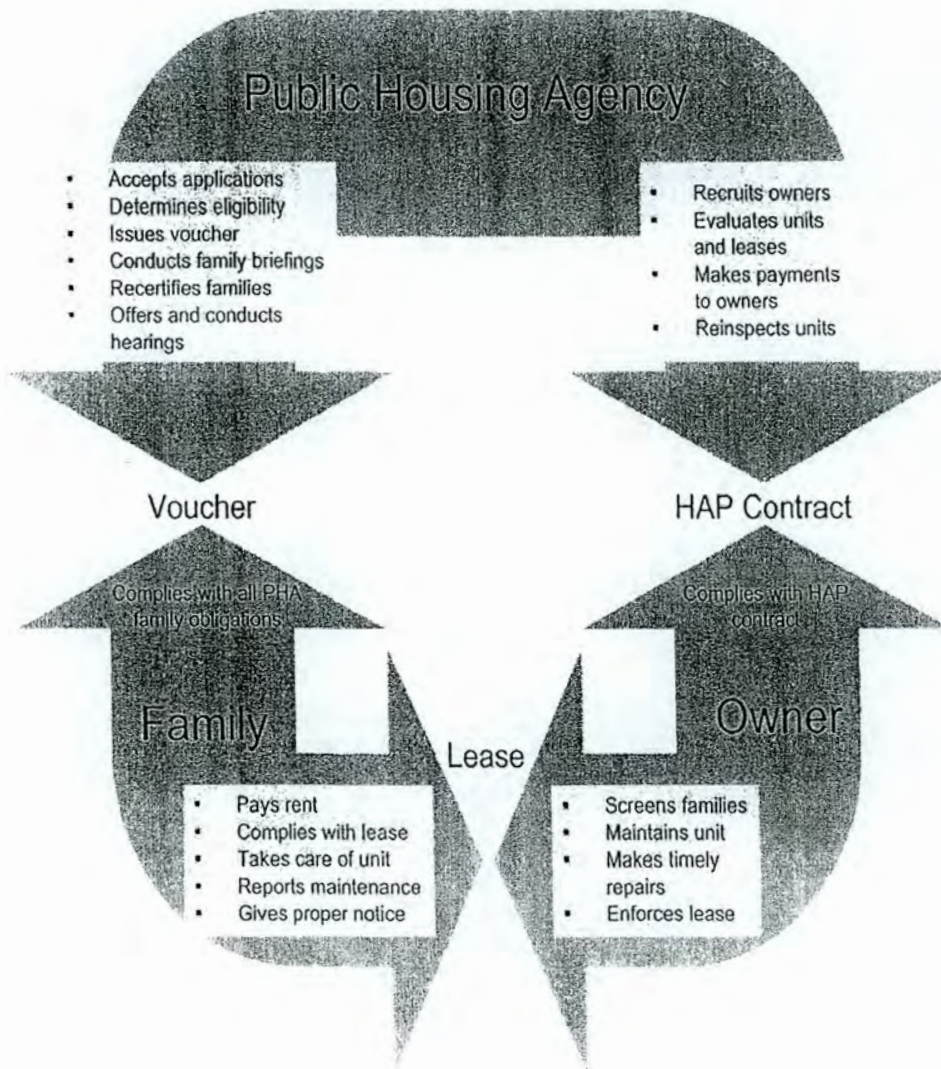 Public Housing Agency
▪ Accepts applications
▪ Determines eligibility
▪ Issues voucher
▪ Conducts family briefings
▪ Recertifies families
▪ Offers and conducts
hearings
▪ Recruits owners
▪ Evaluates units
and leases
▪ Makes payments
to owners
▪ Reinspects units
Voucher
HAP Contract
Complies with all PHA
family obligations
Complies with HAP
contract
Family
Owner
Lease
▪ Pays rent
▪ Complies with lease
▪ Takes care of unit
▪ Reports maintenance
▪ Gives proper notice
▪ Screens families
▪ Maintains unit
▪ Makes timely
repairs
▪ Enforces lease